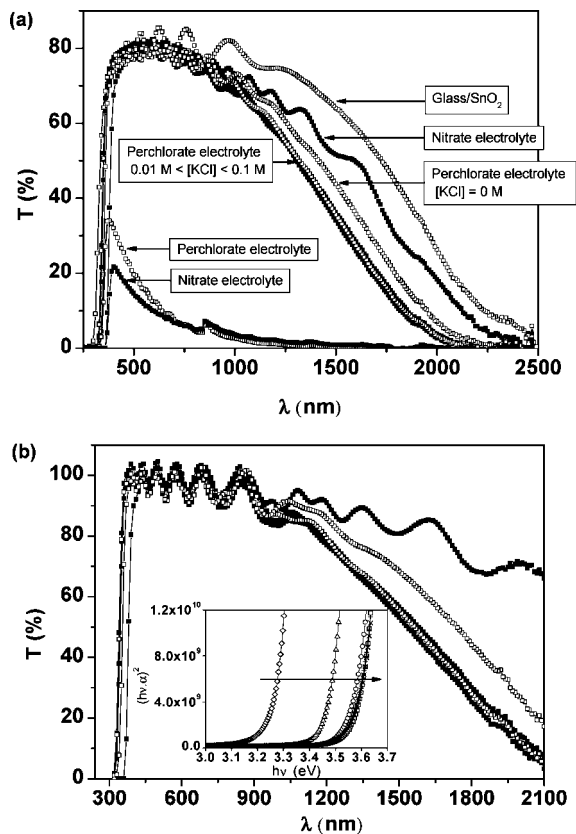 (a)
80
60
40
20
0
T (%)
Glass/SnO2
Nitrate electrolyte
Perchlorate electrolyte
0.01 M < [KCl] < 0.1 M
Perchlorate electrolyte
[KCl] = 0 M
Perchlorate electrolyte
Nitrate electrolyte
500 1000 1500 2000 2500
λ (nm)
(b)
100
80
60
40
20
0
T (%)
1.2x10^10
8.0x10^9
4.0x10^9
0.0
(hν.α)^2
3.0 3.1 3.2 3.3 3.4 3.5 3.6 3.7
hν (eV)
300 600 900 1200 1500 1800 2100
λ (nm)